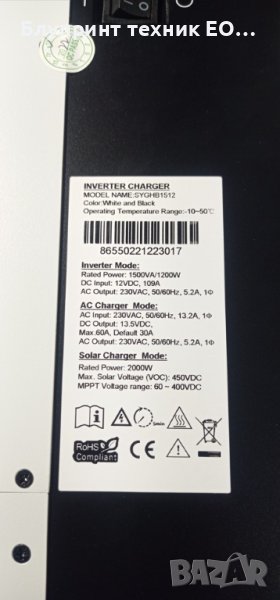 Блупринт техник ЕО...
INVERTER CHARGER
MODEL NAME:SYGHB1512
Color:White and Black
Operating Temperature Range:-10~50℃
86550221223017
Inverter Mode:
Rated Power: 1500VA/1200W
DC Input: 12VDC, 109A
AC Output: 230VAC, 50/60Hz, 5.2A, 1Φ
AC Charger Mode:
AC Input: 230VAC, 50/60Hz, 13.2A, 1Φ
DC Output: 13.5VDC,
Max.60A, Default 30A
AC Output: 230VAC, 50/60Hz, 5.2A, 1Φ
Solar Charger Mode:
Rated Power: 2000W
Max. Solar Voltage (VOC): 450VDC
MPPT Voltage range: 60 ~ 400VDC
5min
RoHS
Compliant
CE
БАЗАР